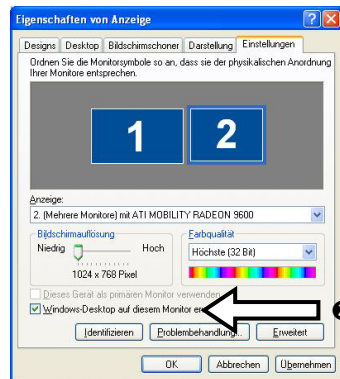 Eigenschaften von Anzeige
Designs Desktop Bildschirmschoner Darstellung Einstellungen
Ordnen Sie die Monitorsymbole so an, dass sie der physikalischen Anordnung
Ihrer Monitore entsprechen.
1 2
Anzeige:
2. (Mehrere Monitore) mit ATI MOBILITY RADEON 9600
Bildschirmauflösung
Niedrig Hoch
1024 x 768 Pixel
Farbqualität
Höchste (32 Bit)
Dieses Gerät als primären Monitor verwenden
Windows-Desktop auf diesem Monitor
Identifizieren Problembehandlung... Erweitert
OK Abbrechen Übernehmen